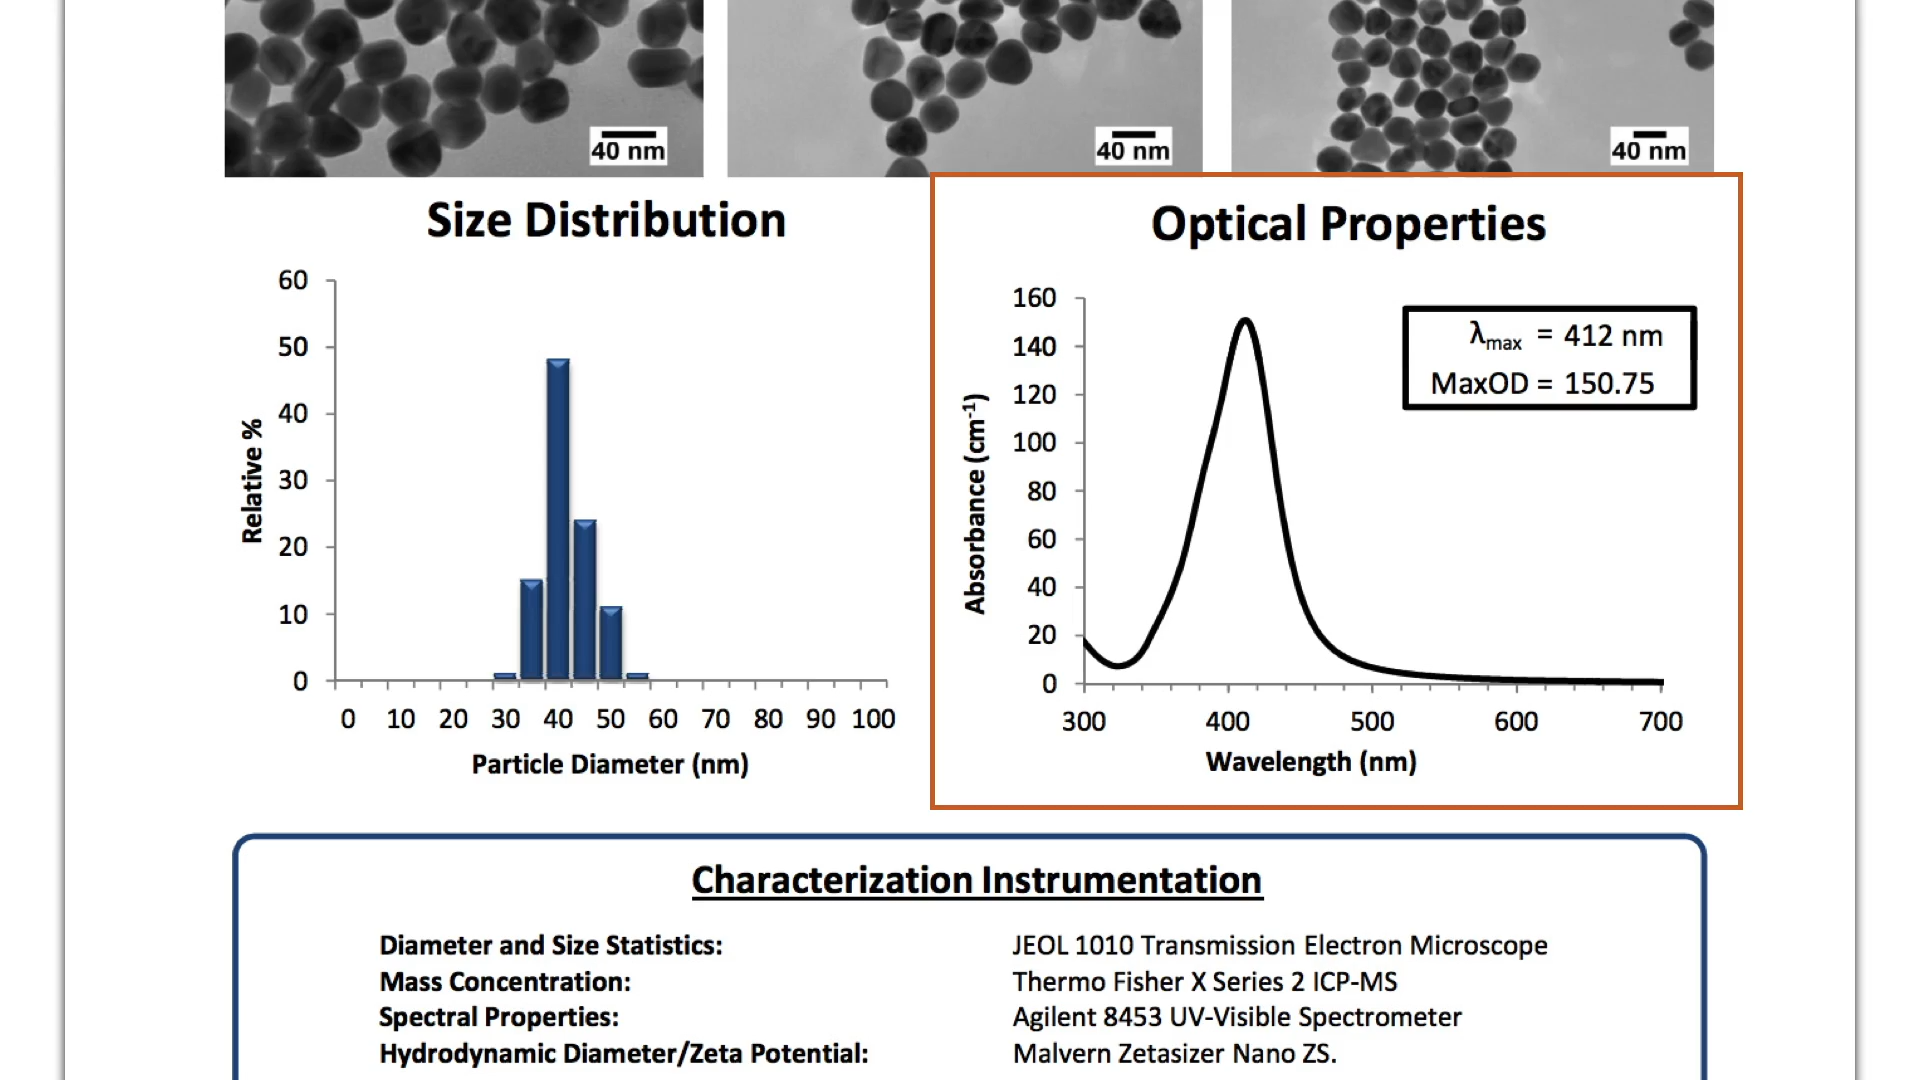 40 nm
40 nm
40 nm
Size Distribution
60
50
40
30
20
10
0
Relative %
0 10 20 30 40 50 60 70 80 90 100
Particle Diameter (nm)
Optical Properties
160
140
120
100
80
60
40
20
0
Absorbance (cm⁻¹)
λmax = 412 nm
MaxOD = 150.75
300 400 500 600 700
Wavelength (nm)
Characterization Instrumentation
Diameter and Size Statistics: JEOL 1010 Transmission Electron Microscope
Mass Concentration: Thermo Fisher X Series 2 ICP-MS
Spectral Properties: Agilent 8453 UV-Visible Spectrometer
Hydrodynamic Diameter/Zeta Potential: Malvern Zetasizer Nano ZS.